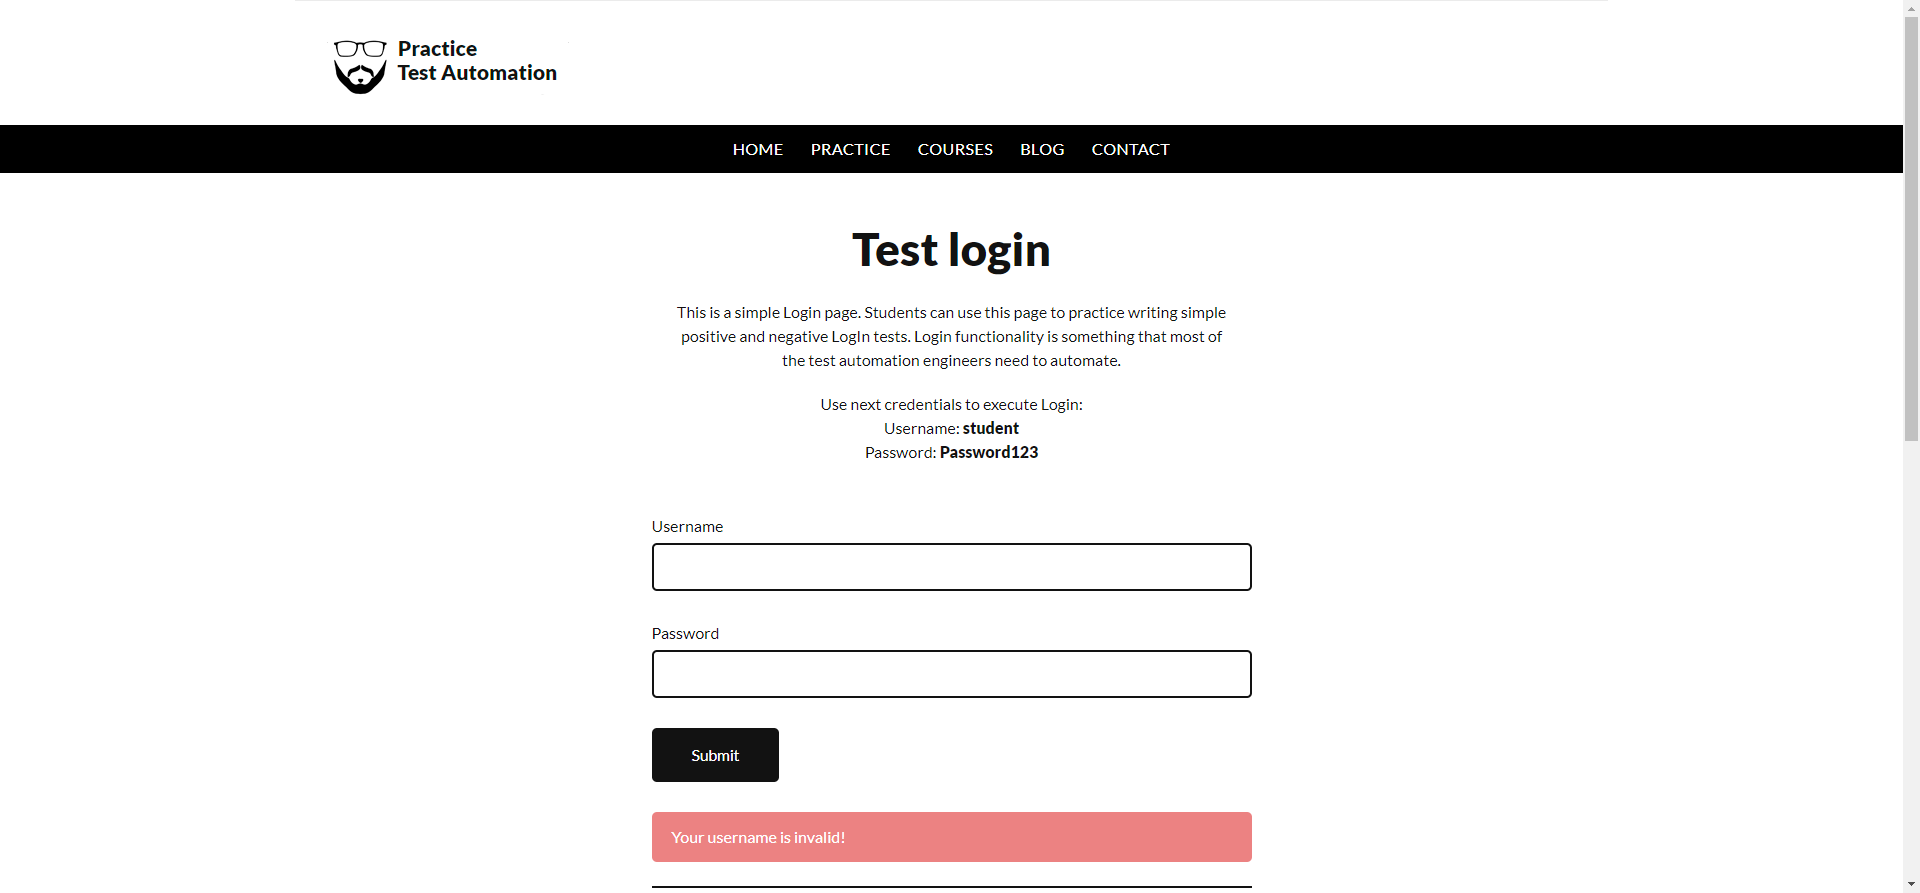 Practice
Test Automation
HOME PRACTICE COURSES BLOG CONTACT
Test login
This is a simple Login page. Students can use this page to practice writing simple
positive and negative LogIn tests. Login functionality is something that most of
the test automation engineers need to automate.
Use next credentials to execute Login:
Username: student
Password: Password123
Username
Password
Submit
Your username is invalid!